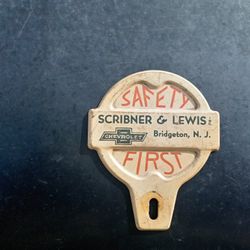 SAFETY
SCRIBNER & LEWIS
CHEVROLET Bridgeton, N. J.
FIRST